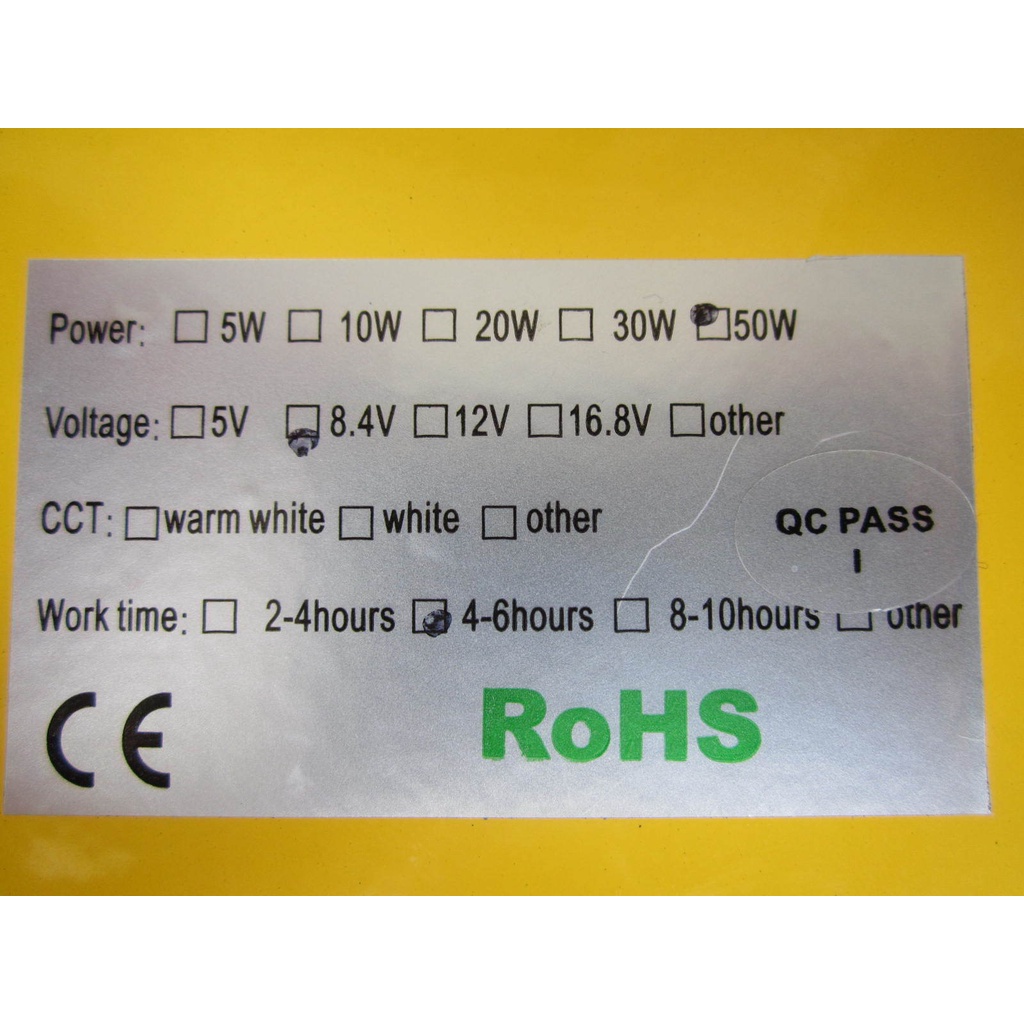 Power: ☐ 5W ☐ 10W ☐ 20W ☐ 30W ☑ 50W
Voltage: ☐ 5V ☑ 8.4V ☐ 12V ☐ 16.8V ☐ other
CCT: ☐ warm white ☐ white ☐ other
QC PASS
I
Work time: ☐ 2-4hours ☑ 4-6hours ☐ 8-10hours ☐ other
CE RoHS